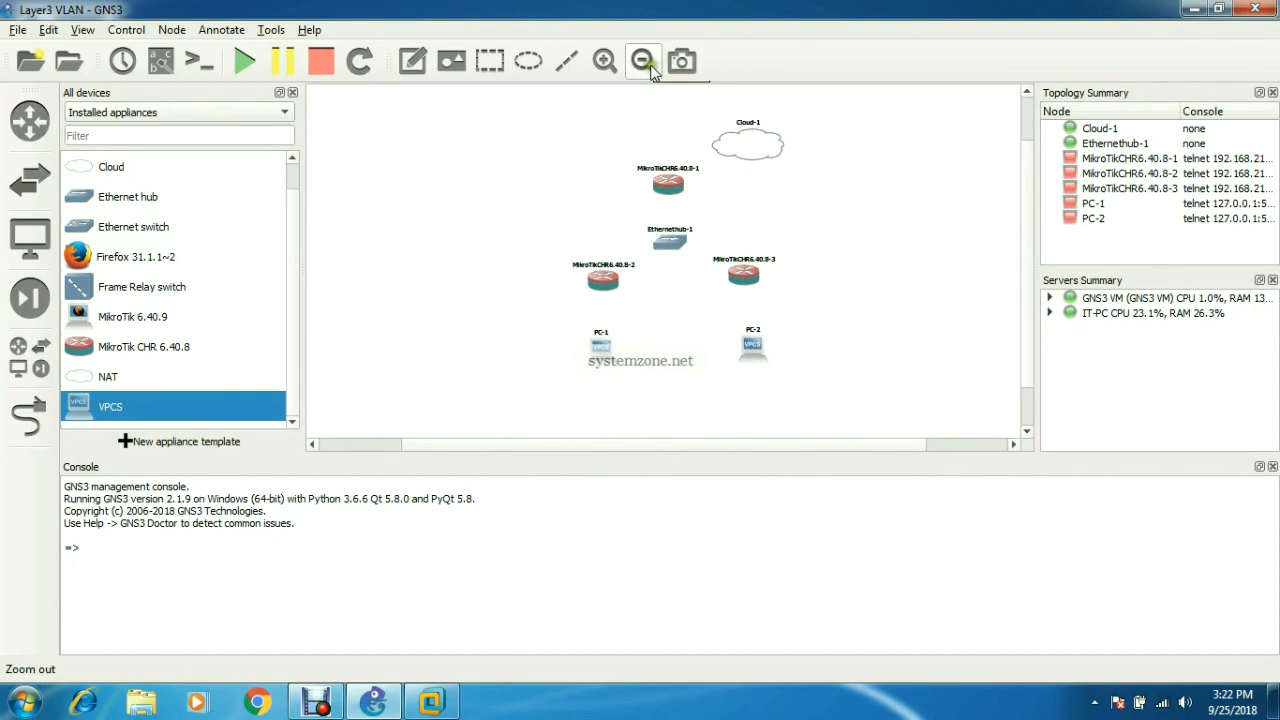 Layer3 VLAN - GNS3
File Edit View Control Node Annotate Tools Help
All devices
Installed appliances
Filter
Cloud
Ethernet hub
Ethernet switch
Firefox 31.1.1~2
Frame Relay switch
MikroTik 6.40.9
MikroTik CHR 6.40.8
NAT
VPCS
New appliance template
Cloud-1
MikroTikCHR6.40.8-1
Ethernethub-1
MikroTikCHR6.40.8-2
MikroTikCHR6.40.8-3
PC-1
PC-2
VPCS
VPCS
systemzone.net
Topology Summary
Node Console
Cloud-1 none
Ethernethub-1 none
MikroTikCHR6.40.8-1 telnet 192.168.21...
MikroTikCHR6.40.8-2 telnet 192.168.21...
MikroTikCHR6.40.8-3 telnet 192.168.21...
PC-1 telnet 127.0.0.1:5...
PC-2 telnet 127.0.0.1:5...
Servers Summary
GNS3 VM (GNS3 VM) CPU 1.0%, RAM 13...
IT-PC CPU 23.1%, RAM 26.3%
Console
GNS3 management console.
Running GNS3 version 2.1.9 on Windows (64-bit) with Python 3.6.6 Qt 5.8.0 and PyQt 5.8.
Copyright (c) 2006-2018 GNS3 Technologies.
Use Help -> GNS3 Doctor to detect common issues.
=>
Zoom out
3:22 PM
9/25/2018